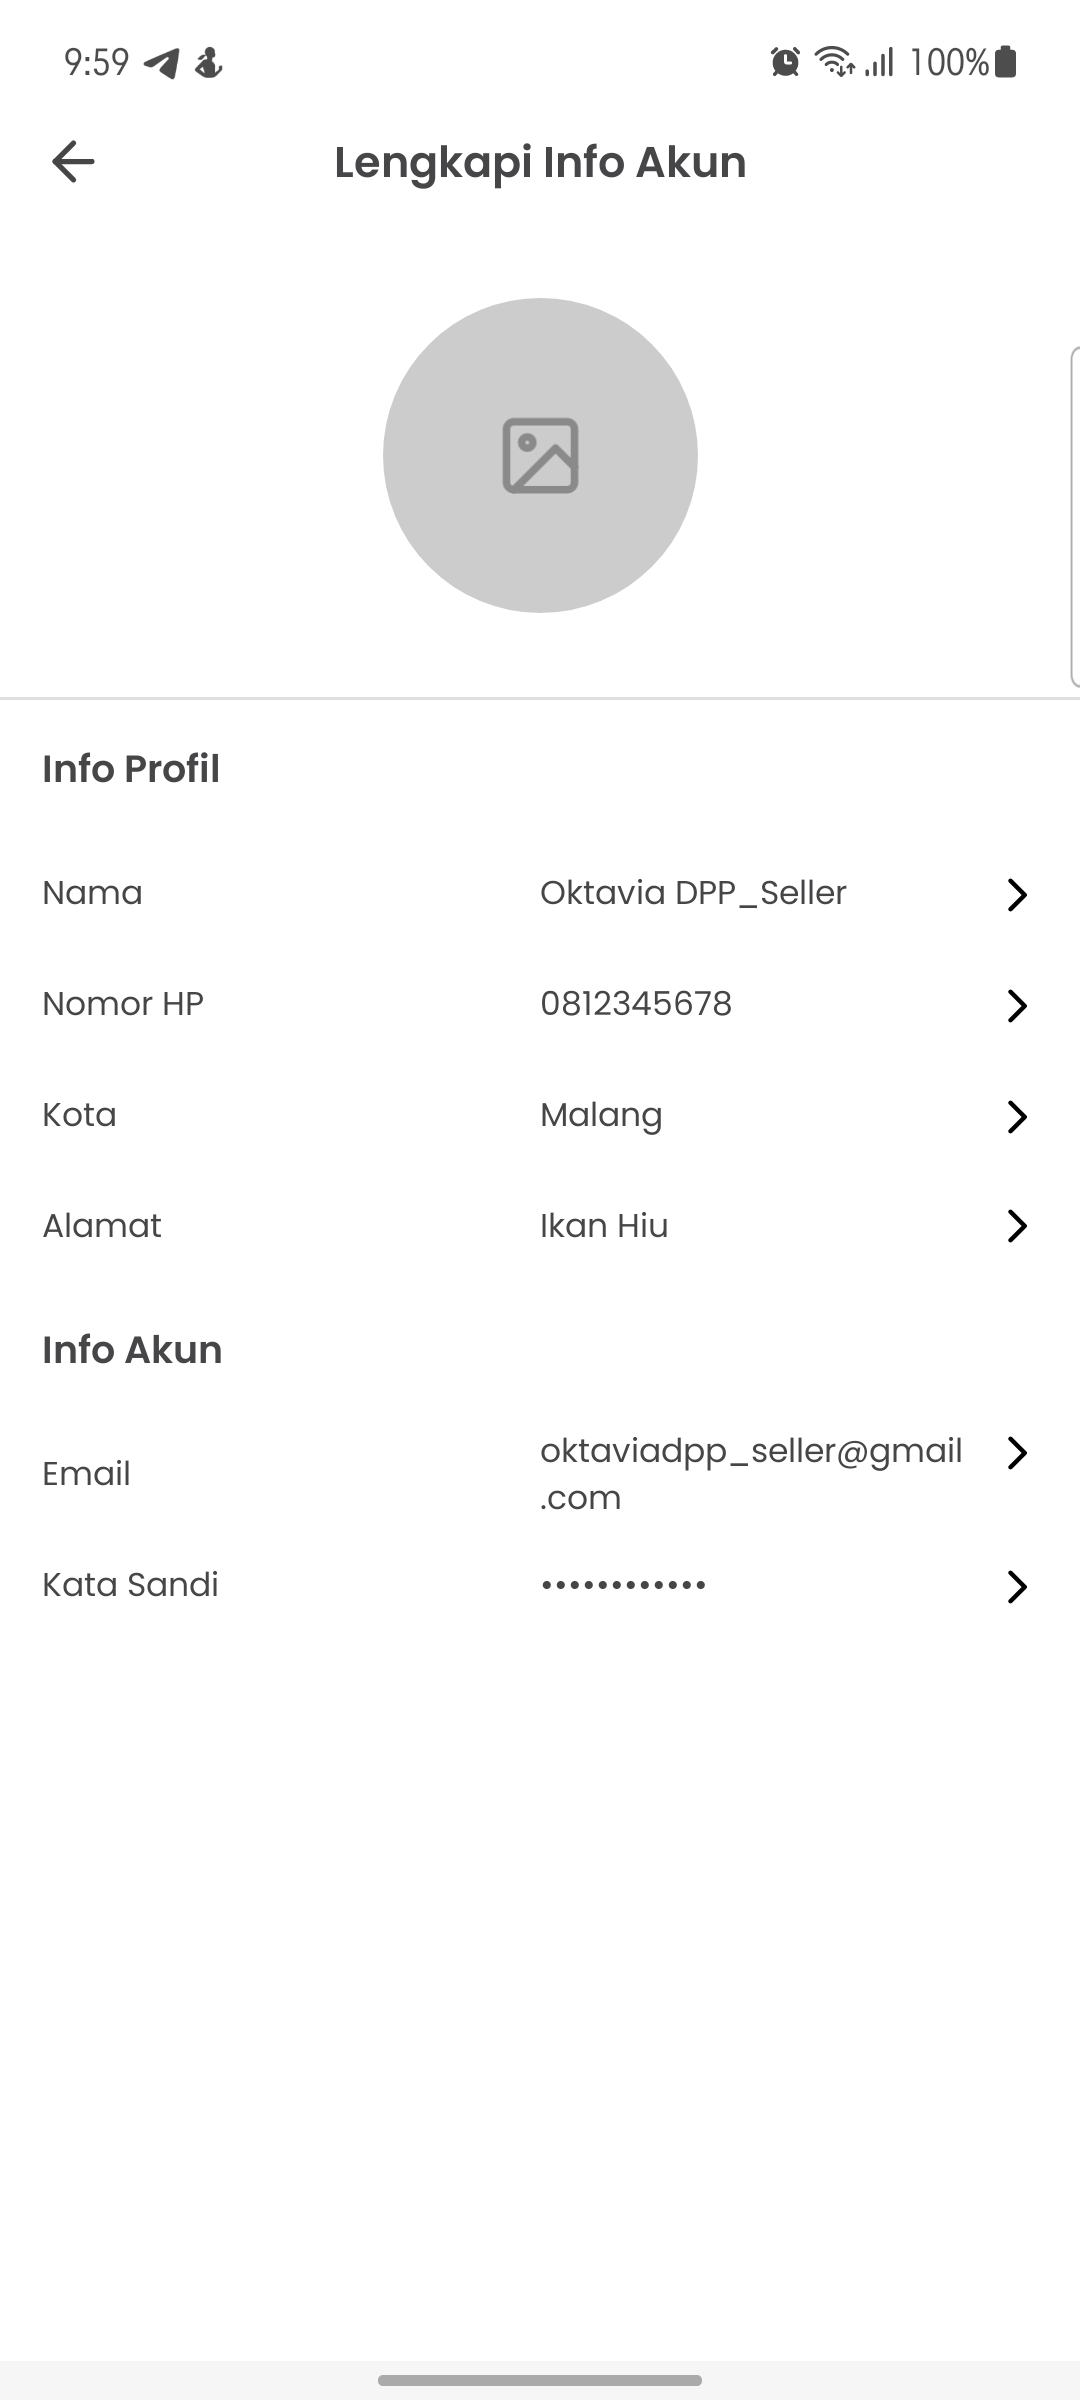 9:59
100%
Lengkapi Info Akun
Info Profil
Nama
Oktavia DPP_Seller
Nomor HP
0812345678
Kota
Malang
Alamat
Ikan Hiu
Info Akun
Email
oktaviadpp_seller@gmail
.com
Kata Sandi
••••••••••••